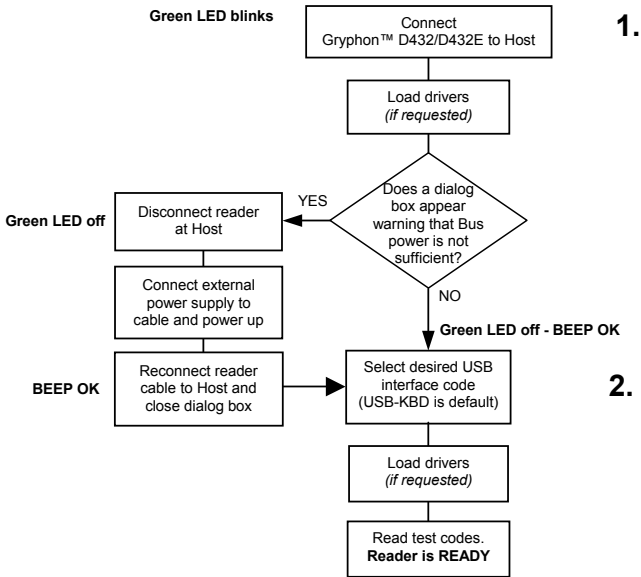 Green LED blinks
Connect
Gryphon™ D432/D432E to Host
1.
Load drivers
(if requested)
Does a dialog
box appear
warning that Bus
power is not
sufficient?
YES
Green LED off
Disconnect reader
at Host
Connect external
power supply to
cable and power up
NO
Green LED off - BEEP OK
BEEP OK
Reconnect reader
cable to Host and
close dialog box
Select desired USB
interface code
(USB-KBD is default)
2.
Load drivers
(if requested)
Read test codes.
Reader is READY